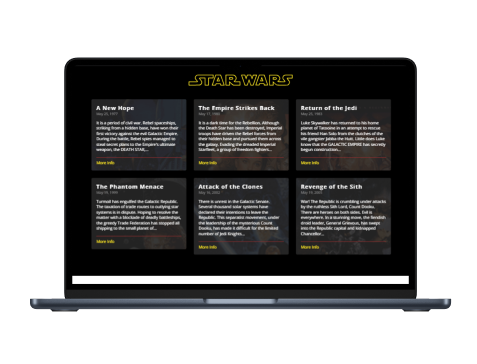 STAR WARS
A New Hope
May 25, 1977
It is a period of civil war. Rebel spaceships,
striking from a hidden base, have won their
first victory against the evil Galactic Empire.
During the battle, Rebel spies managed to
steal secret plans to the Empire's ultimate
weapon, the DEATH STAR,...
More Info
The Empire Strikes Back
May 17, 1980
It is a dark time for the Rebellion. Although
the Death Star has been destroyed, Imperial
troops have driven the Rebel forces from
their hidden base and pursued them across
the galaxy. Evading the dreaded Imperial
Starfleet, a group of freedom fighters...
More Info
Return of the Jedi
May 25, 1983
Luke Skywalker has returned to his home
planet of Tatooine in an attempt to rescue
his friend Han Solo from the clutches of the
vile gangster Jabba the Hutt. Little does Luke
know that the GALACTIC EMPIRE has secretly
begun construction...
More Info
The Phantom Menace
May 19, 1999
Turmoil has engulfed the Galactic Republic.
The taxation of trade routes to outlying star
systems is in dispute. Hoping to resolve the
matter with a blockade of deadly battleships,
the greedy Trade Federation has stopped all
shipping to the small planet of...
More Info
Attack of the Clones
May 16, 2002
There is unrest in the Galactic Senate.
Several thousand solar systems have
declared their intentions to leave the
Republic. This separatist movement, under
the leadership of the mysterious Count
Dooku, has made it difficult for the limited
number of Jedi Knights...
More Info
Revenge of the Sith
May 19, 2005
War! The Republic is crumbling under attacks
by the ruthless Sith Lord, Count Dooku.
There are heroes on both sides. Evil is
everywhere. In a stunning move, the fiendish
droid leader, General Grievous, has swept
into the Republic capital and kidnapped
Chancellor...
More Info